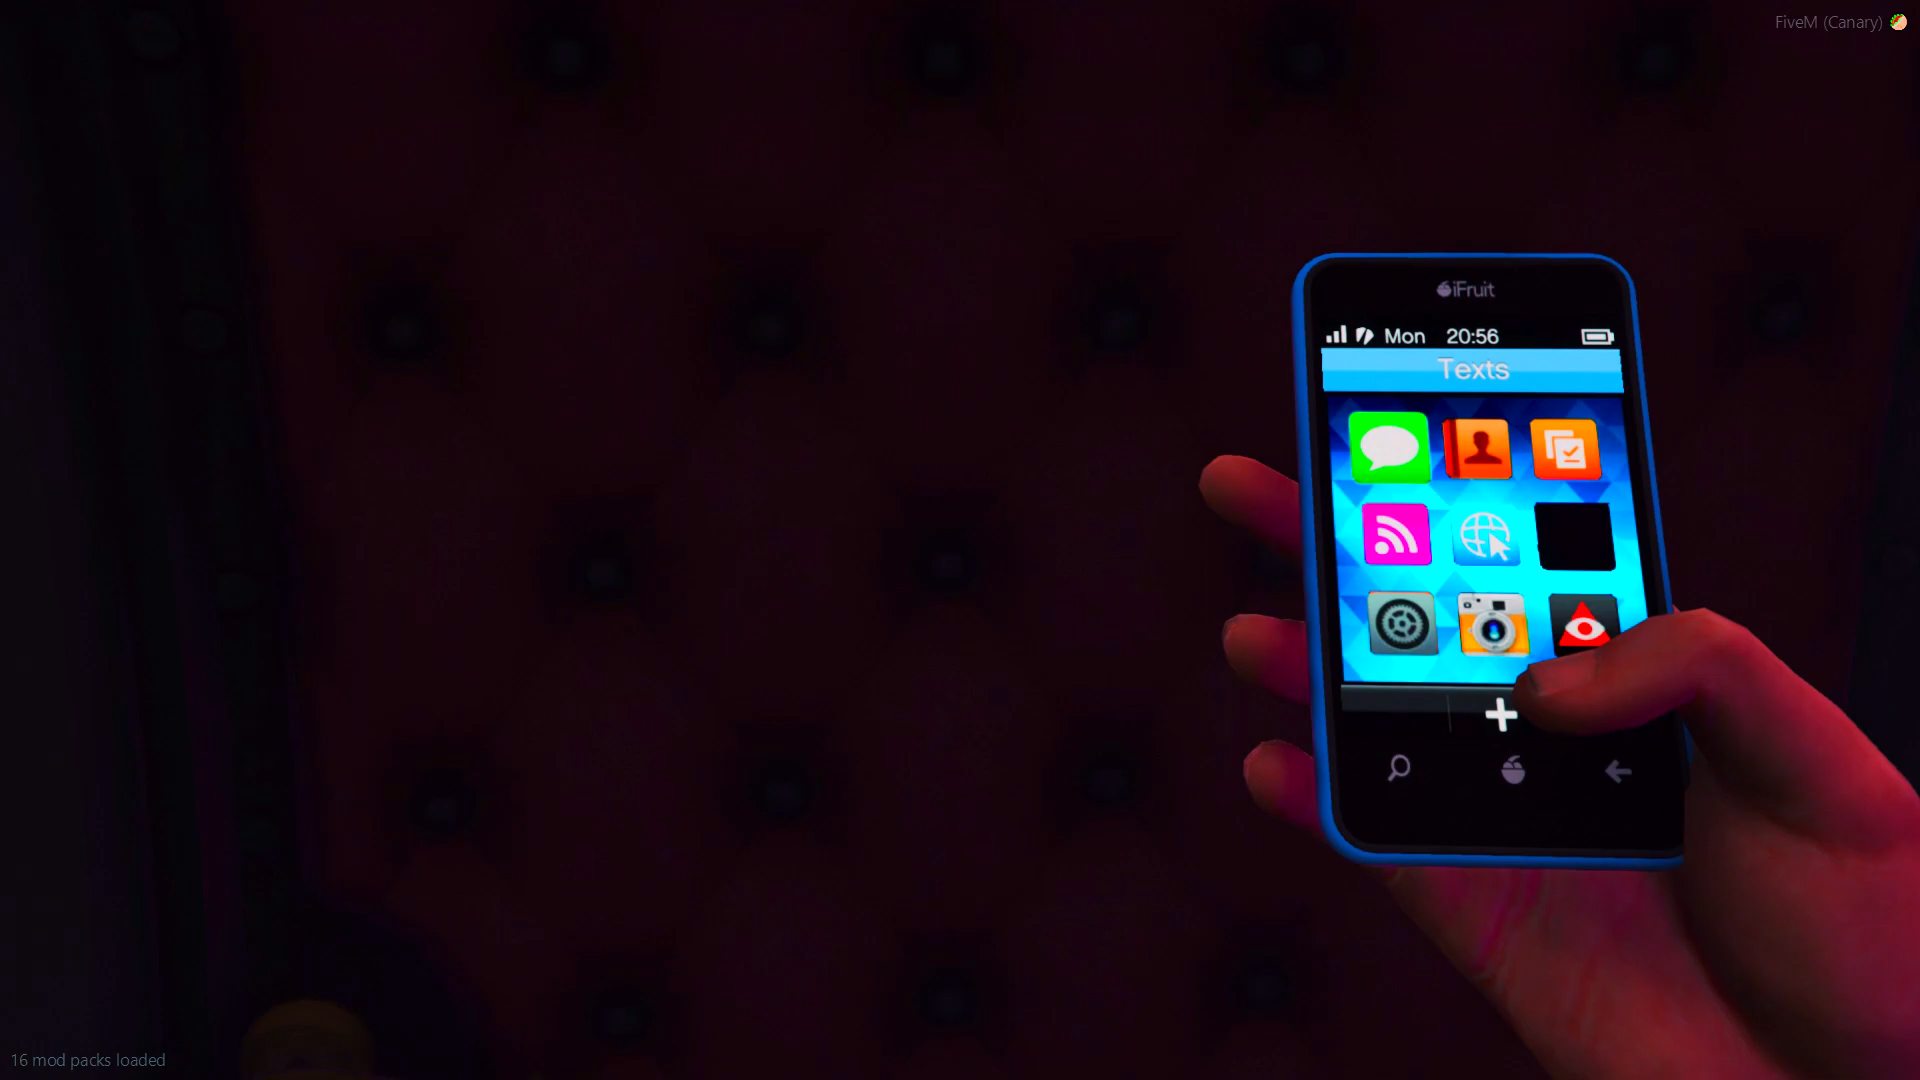 FiveM (Canary)
iFruit
Mon 20:56
Texts
16 mod packs loaded